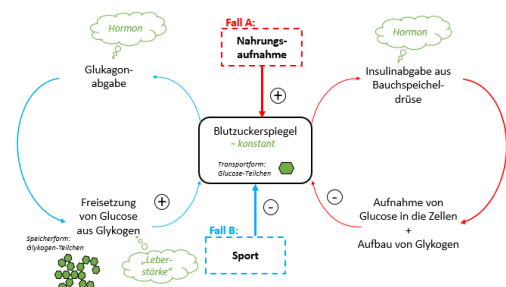 Hormon
Glukagon-
abgabe
Fall A:
Nahrungs-
aufnahme
+
Hormon
Insulinabgabe aus
Bauchspeichel-
drüse
Blutzuckerspiegel
~ konstant
Transportform:
Glucose-Teilchen
Freisetzung
von Glucose
aus Glykogen
+
Speicherform:
Glykogen-Teilchen
„Leber-
stärke“
-
Fall B:
Sport
-
Aufnahme von
Glucose in die Zellen
+
Aufbau von Glykogen